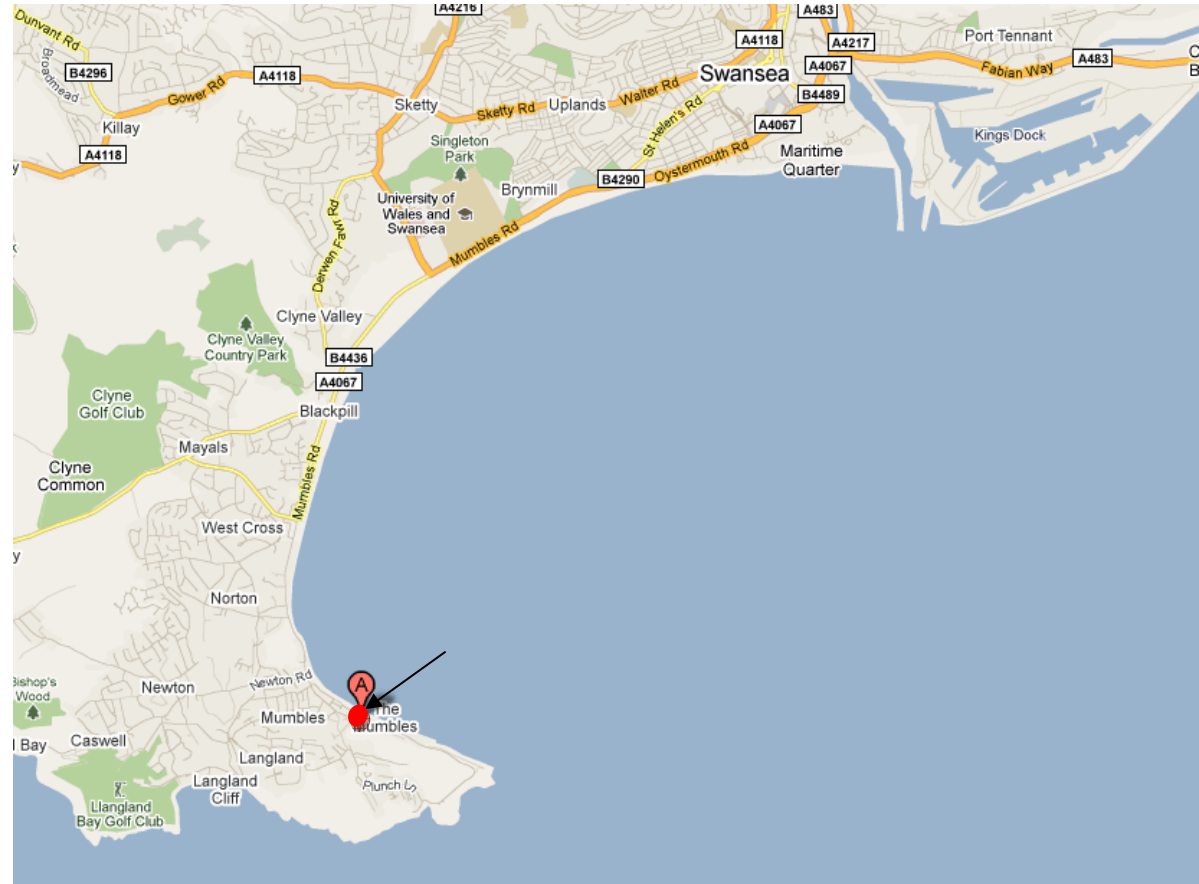 A4216
A483
Dunvant Rd
Port Tennant
A4118
A4217
B4296
Broadmead
Swansea
A4067
Fabian Way
A483
A4118
Gower Rd
Sketty
Sketty Rd
Uplands
Walter Rd
B4489
St Helen's Rd
A4067
Killay
A4118
Singleton
Park
Oystermouth Rd
Maritime
Quarter
Kings Dock
B4290
Brynmill
University of
Wales and
Swansea
Derwen Fawr Rd
Mumbles Rd
Clyne Valley
Clyne Valley
Country Park
B4436
A4067
Clyne
Golf Club
Blackpill
Mayals
Clyne
Common
Mumbles Rd
West Cross
Norton
Newton Rd
A
Bishop's
Wood
Newton
Mumbles
The
Mumbles
Bay
Caswell
Langland
Langland
Cliff
Plunch Ln
Llangland
Bay Golf Club